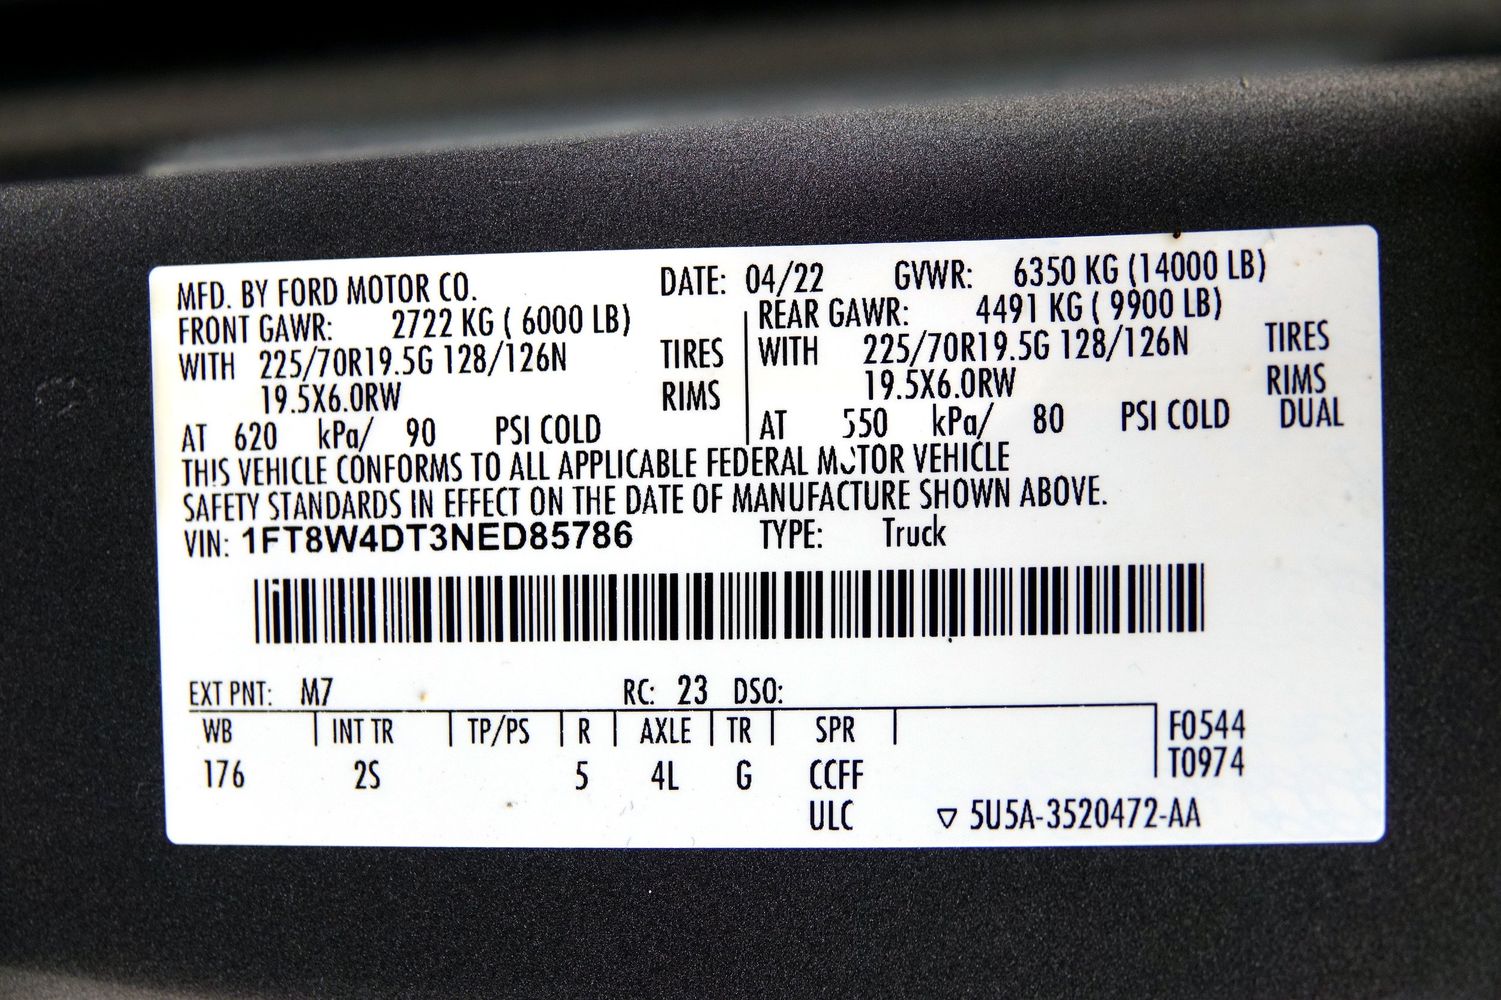 MFD. BY FORD MOTOR CO. DATE: 04/22 GVWR: 6350 KG (14000 LB)
FRONT GAWR: 2722 KG ( 6000 LB) REAR GAWR: 4491 KG ( 9900 LB)
WITH 225/70R19.5G 128/126N TIRES WITH 225/70R19.5G 128/126N TIRES
19.5X6.0RW RIMS 19.5X6.0RW RIMS
AT 620 kPa/ 90 PSI COLD AT 550 kPa/ 80 PSI COLD DUAL
THIS VEHICLE CONFORMS TO ALL APPLICABLE FEDERAL MOTOR VEHICLE
SAFETY STANDARDS IN EFFECT ON THE DATE OF MANUFACTURE SHOWN ABOVE.
VIN: 1FT8W4DT3NED85786 TYPE: Truck
EXT PNT: M7 RC: 23 DSO:
WB INT TR TP/PS R AXLE TR SPR F0544
176 2S 5 4L G CCFF T0974
ULC ▽ 5U5A-3520472-AA